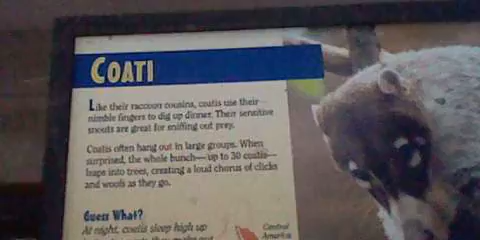 COATI
Like their raccoon cousins, coatis use their
nimble fingers to dig up dinner. Their sensitive
snouts are great for sniffing out prey.
Coatis often hang out in large groups. When
surprised, the whole bunch—up to 30 coatis—
leaps into trees, creating a loud chorus of clicks
and woofs as they go.
Guess What?
At night, coatis sleep high up
Central
America